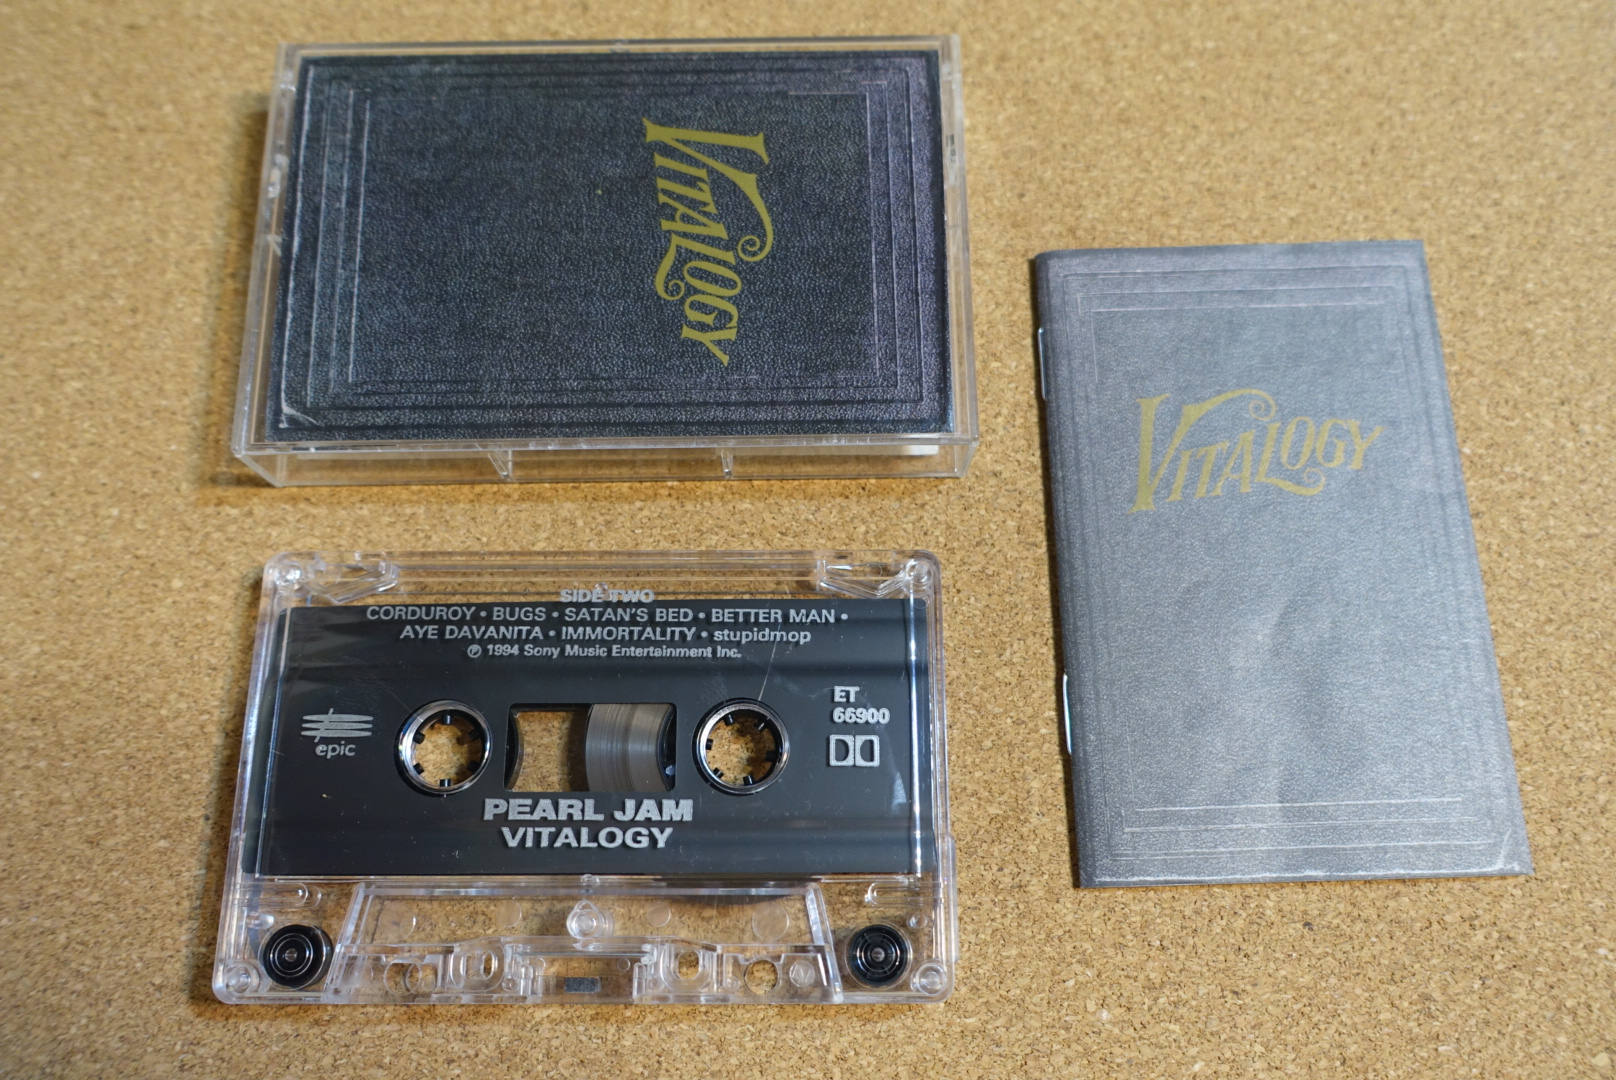 VITALOGY
VITALOGY
SIDE TWO
CORDUROY • BUGS • SATAN'S BED • BETTER MAN •
AYE DAVANITA • IMMORTALITY • stupidmop
℗ 1994 Sony Music Entertainment Inc.
ET
66900
epic
PEARL JAM
VITALOGY